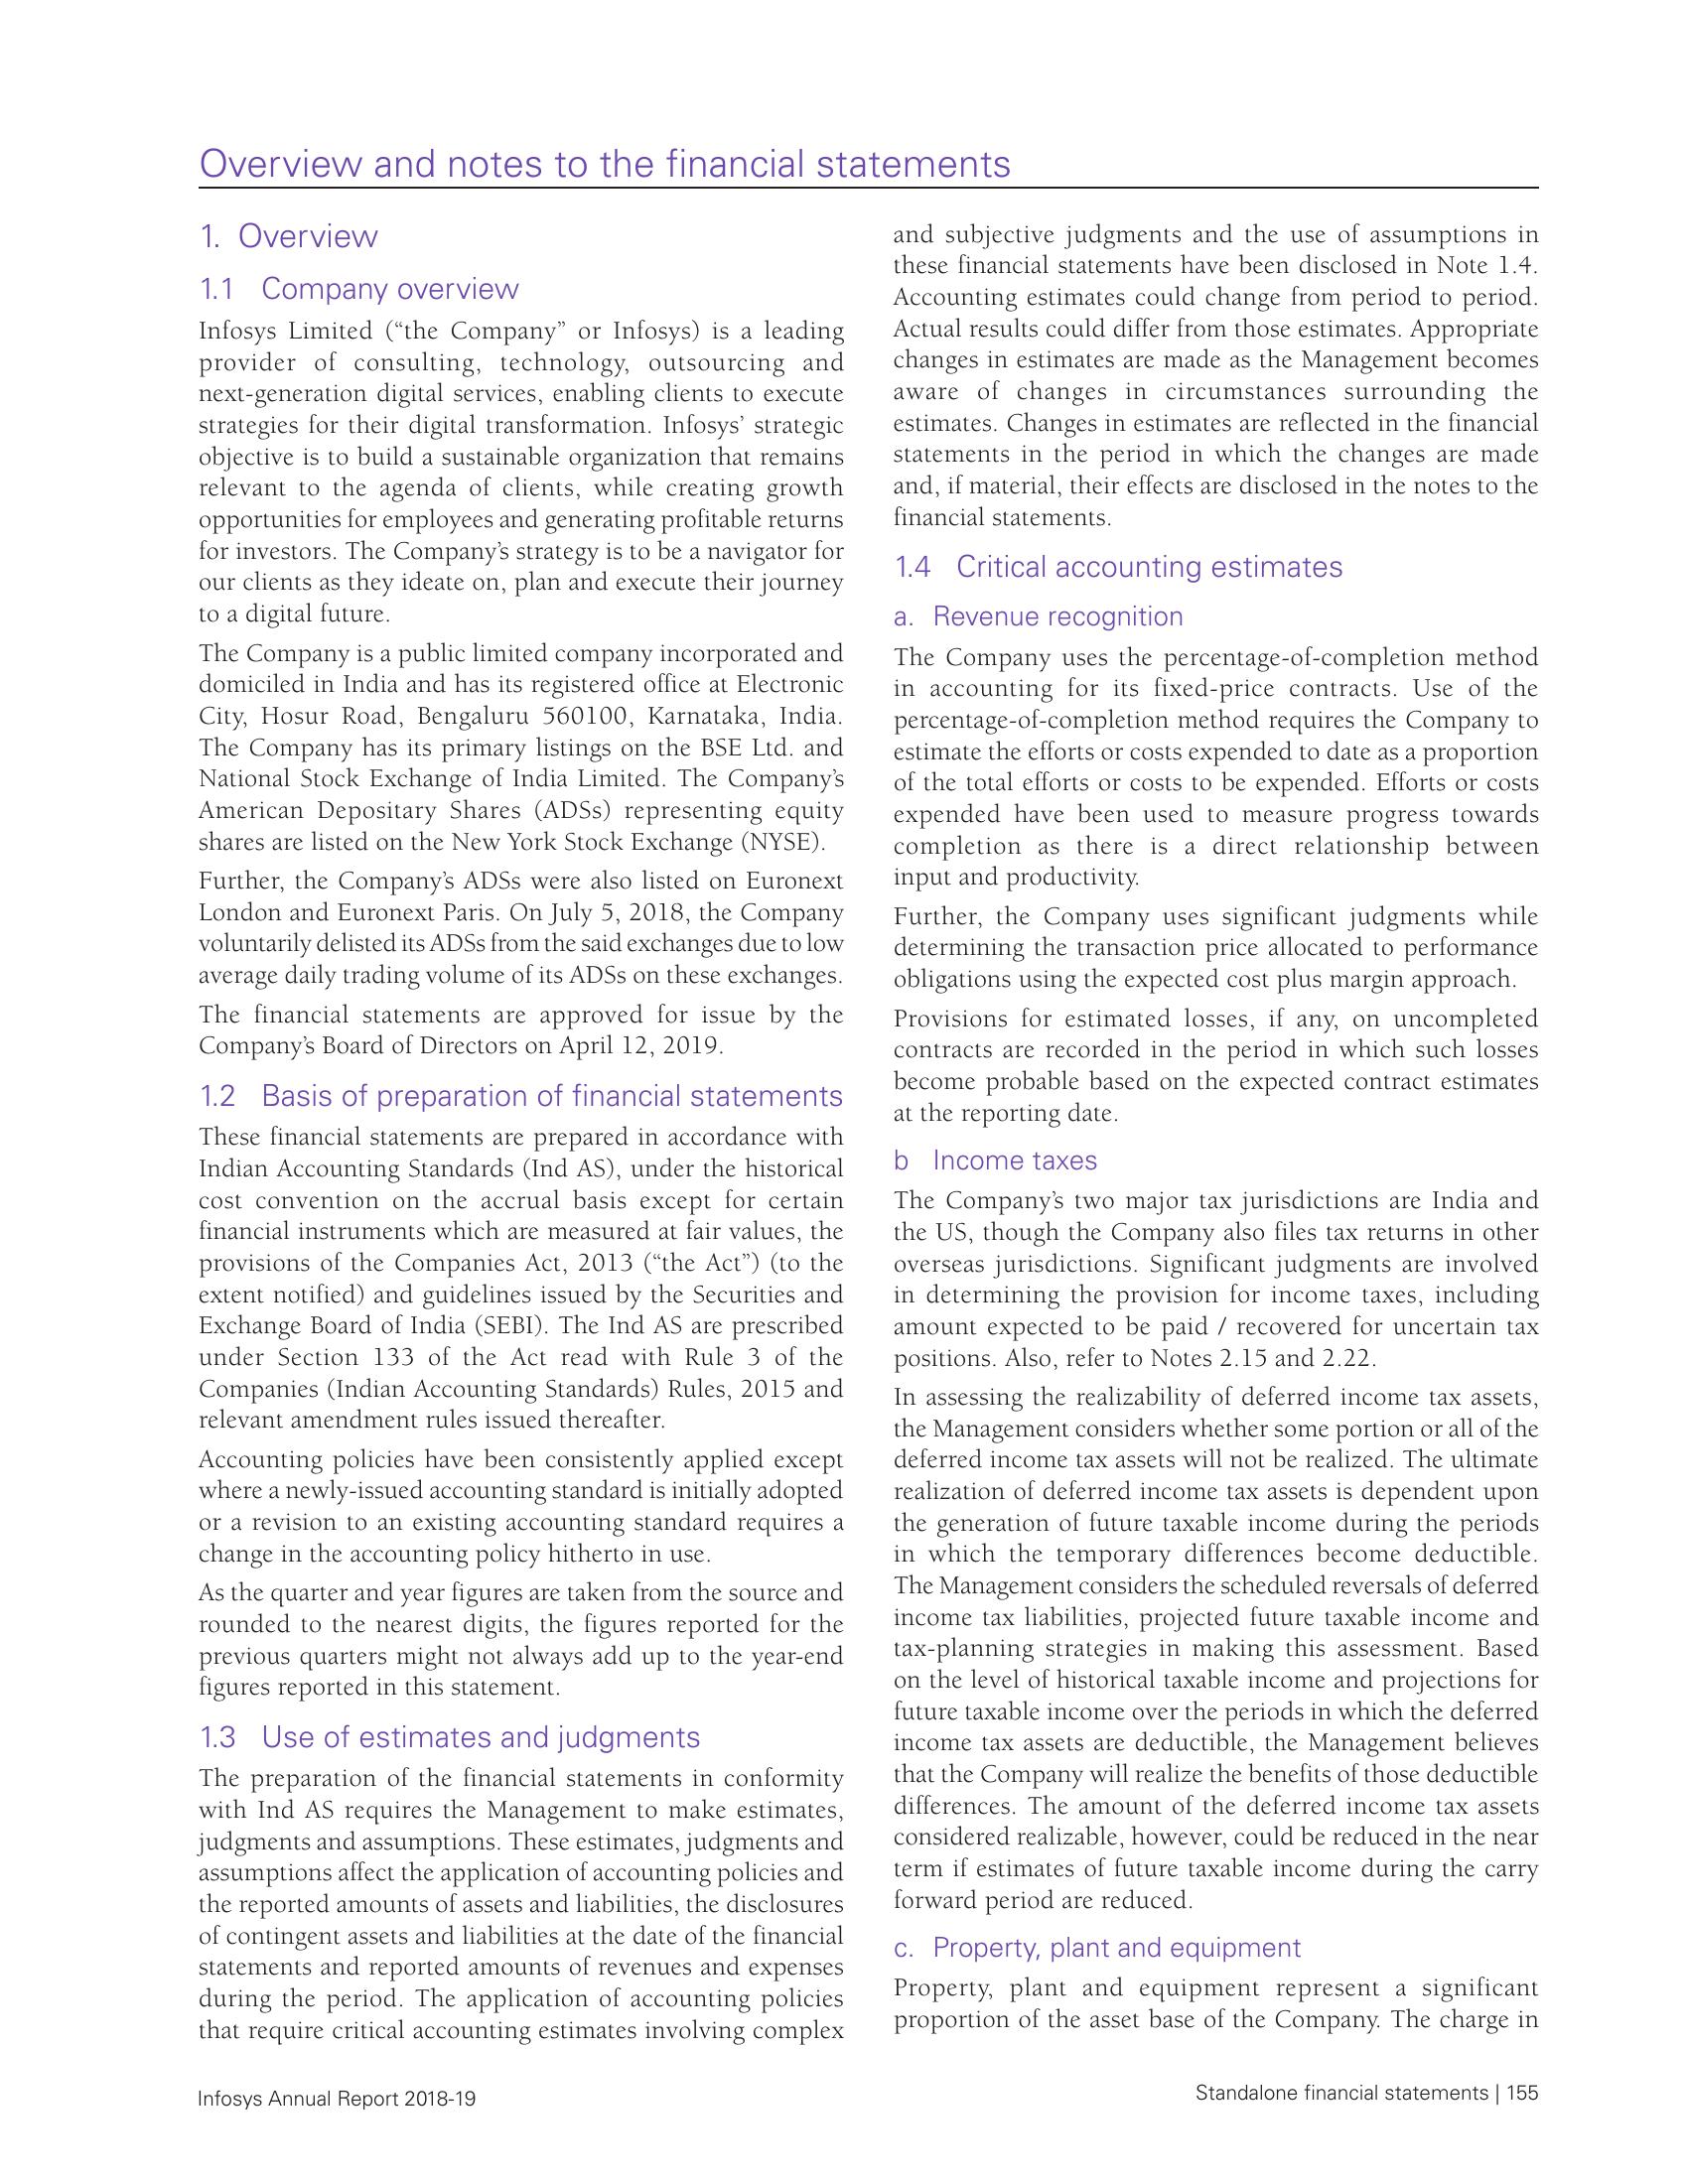 Overview and notes to the financial statements
1. Overview
1.1 Company overview
Infosys Limited (“the Company” or Infosys) is a leading
provider of consulting, technology, outsourcing and
next-generation digital services, enabling clients to execute
strategies for their digital transformation. Infosys’ strategic
objective is to build a sustainable organization that remains
relevant to the agenda of clients, while creating growth
opportunities for employees and generating profitable returns
for investors. The Company’s strategy is to be a navigator for
our clients as they ideate on, plan and execute their journey
to a digital future.
The Company is a public limited company incorporated and
domiciled in India and has its registered office at Electronic
City, Hosur Road, Bengaluru 560100, Karnataka, India.
The Company has its primary listings on the BSE Ltd. and
National Stock Exchange of India Limited. The Company’s
American Depositary Shares (ADSs) representing equity
shares are listed on the New York Stock Exchange (NYSE).
Further, the Company’s ADSs were also listed on Euronext
London and Euronext Paris. On July 5, 2018, the Company
voluntarily delisted its ADSs from the said exchanges due to low
average daily trading volume of its ADSs on these exchanges.
The financial statements are approved for issue by the
Company’s Board of Directors on April 12, 2019.
1.2 Basis of preparation of financial statements
These financial statements are prepared in accordance with
Indian Accounting Standards (Ind AS), under the historical
cost convention on the accrual basis except for certain
financial instruments which are measured at fair values, the
provisions of the Companies Act, 2013 (“the Act”) (to the
extent notified) and guidelines issued by the Securities and
Exchange Board of India (SEBI). The Ind AS are prescribed
under Section 133 of the Act read with Rule 3 of the
Companies (Indian Accounting Standards) Rules, 2015 and
relevant amendment rules issued thereafter.
Accounting policies have been consistently applied except
where a newly-issued accounting standard is initially adopted
or a revision to an existing accounting standard requires a
change in the accounting policy hitherto in use.
As the quarter and year figures are taken from the source and
rounded to the nearest digits, the figures reported for the
previous quarters might not always add up to the year-end
figures reported in this statement.
1.3 Use of estimates and judgments
The preparation of the financial statements in conformity
with Ind AS requires the Management to make estimates,
judgments and assumptions. These estimates, judgments and
assumptions affect the application of accounting policies and
the reported amounts of assets and liabilities, the disclosures
of contingent assets and liabilities at the date of the financial
statements and reported amounts of revenues and expenses
during the period. The application of accounting policies
that require critical accounting estimates involving complex
and subjective judgments and the use of assumptions in
these financial statements have been disclosed in Note 1.4.
Accounting estimates could change from period to period.
Actual results could differ from those estimates. Appropriate
changes in estimates are made as the Management becomes
aware of changes in circumstances surrounding the
estimates. Changes in estimates are reflected in the financial
statements in the period in which the changes are made
and, if material, their effects are disclosed in the notes to the
financial statements.
1.4 Critical accounting estimates
a. Revenue recognition
The Company uses the percentage-of-completion method
in accounting for its fixed-price contracts. Use of the
percentage-of-completion method requires the Company to
estimate the efforts or costs expended to date as a proportion
of the total efforts or costs to be expended. Efforts or costs
expended have been used to measure progress towards
completion as there is a direct relationship between
input and productivity.
Further, the Company uses significant judgments while
determining the transaction price allocated to performance
obligations using the expected cost plus margin approach.
Provisions for estimated losses, if any, on uncompleted
contracts are recorded in the period in which such losses
become probable based on the expected contract estimates
at the reporting date.
b Income taxes
The Company’s two major tax jurisdictions are India and
the US, though the Company also files tax returns in other
overseas jurisdictions. Significant judgments are involved
in determining the provision for income taxes, including
amount expected to be paid / recovered for uncertain tax
positions. Also, refer to Notes 2.15 and 2.22.
In assessing the realizability of deferred income tax assets,
the Management considers whether some portion or all of the
deferred income tax assets will not be realized. The ultimate
realization of deferred income tax assets is dependent upon
the generation of future taxable income during the periods
in which the temporary differences become deductible.
The Management considers the scheduled reversals of deferred
income tax liabilities, projected future taxable income and
tax-planning strategies in making this assessment. Based
on the level of historical taxable income and projections for
future taxable income over the periods in which the deferred
income tax assets are deductible, the Management believes
that the Company will realize the benefits of those deductible
differences. The amount of the deferred income tax assets
considered realizable, however, could be reduced in the near
term if estimates of future taxable income during the carry
forward period are reduced.
c. Property, plant and equipment
Property, plant and equipment represent a significant
proportion of the asset base of the Company. The charge in
Infosys Annual Report 2018-19
Standalone financial statements | 155